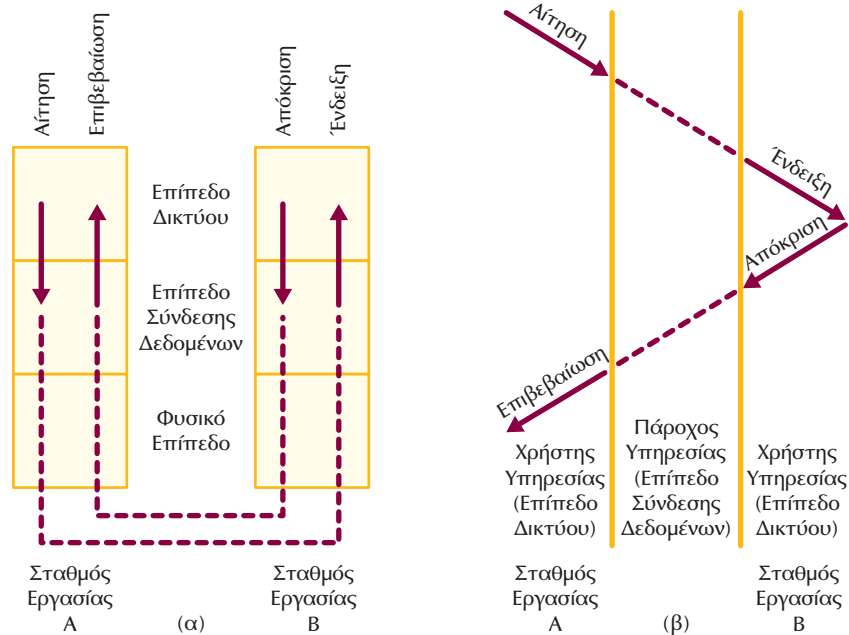 Αίτηση
Επιβεβαίωση
Απόκριση
Ένδειξη
Επίπεδο
Δικτύου
Επίπεδο
Σύνδεσης
Δεδομένων
Φυσικό
Επίπεδο
Σταθμός
Εργασίας
Α
(α)
Σταθμός
Εργασίας
Β
Αίτηση
Ένδειξη
Απόκριση
Επιβεβαίωση
Χρήστης
Υπηρεσίας
(Επίπεδο
Δικτύου)
Πάροχος
Υπηρεσίας
(Επίπεδο
Σύνδεσης
Δεδομένων)
Χρήστης
Υπηρεσίας
(Επίπεδο
Δικτύου)
Σταθμός
Εργασίας
Α
(β)
Σταθμός
Εργασίας
Β